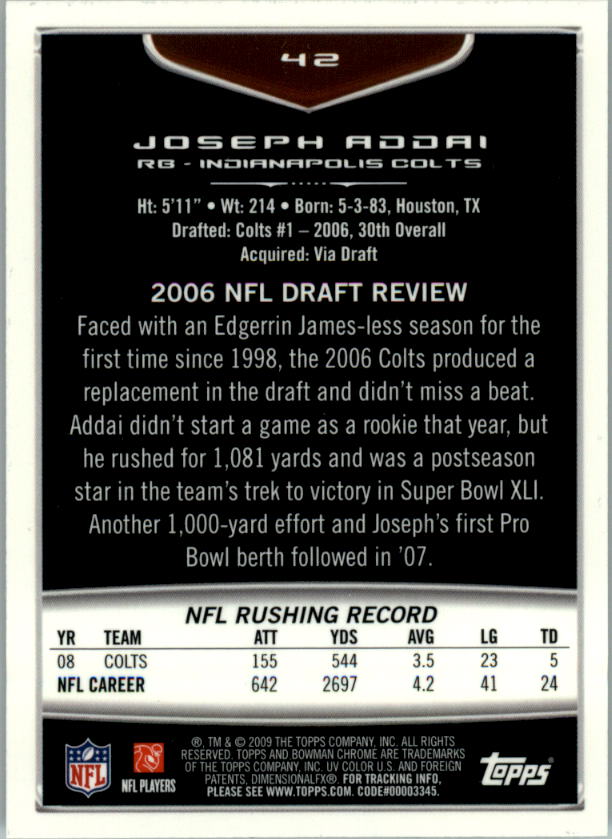 42
JOSEPH ADDAI
RB - INDIANAPOLIS COLTS
Ht: 5'11" • Wt: 214 • Born: 5-3-83, Houston, TX
Drafted: Colts #1 – 2006, 30th Overall
Acquired: Via Draft
2006 NFL DRAFT REVIEW
Faced with an Edgerrin James-less season for the
first time since 1998, the 2006 Colts produced a
replacement in the draft and didn't miss a beat.
Addai didn't start a game as a rookie that year, but
he rushed for 1,081 yards and was a postseason
star in the team's trek to victory in Super Bowl XLI.
Another 1,000-yard effort and Joseph's first Pro
Bowl berth followed in '07.
NFL RUSHING RECORD
YR TEAM ATT YDS AVG LG TD
08 COLTS 155 544 3.5 23 5
NFL CAREER 642 2697 4.2 41 24
®, TM & © 2009 THE TOPPS COMPANY, INC. ALL RIGHTS
RESERVED. TOPPS AND BOWMAN CHROME ARE TRADEMARKS
OF THE TOPPS COMPANY, INC. UV COLOR U.S. AND FOREIGN
PATENTS, DIMENSIONALFX®. FOR TRACKING INFO,
PLEASE SEE WWW.TOPPS.COM. CODE#00003345.
NFL
NFL PLAYERS
TOPPS®